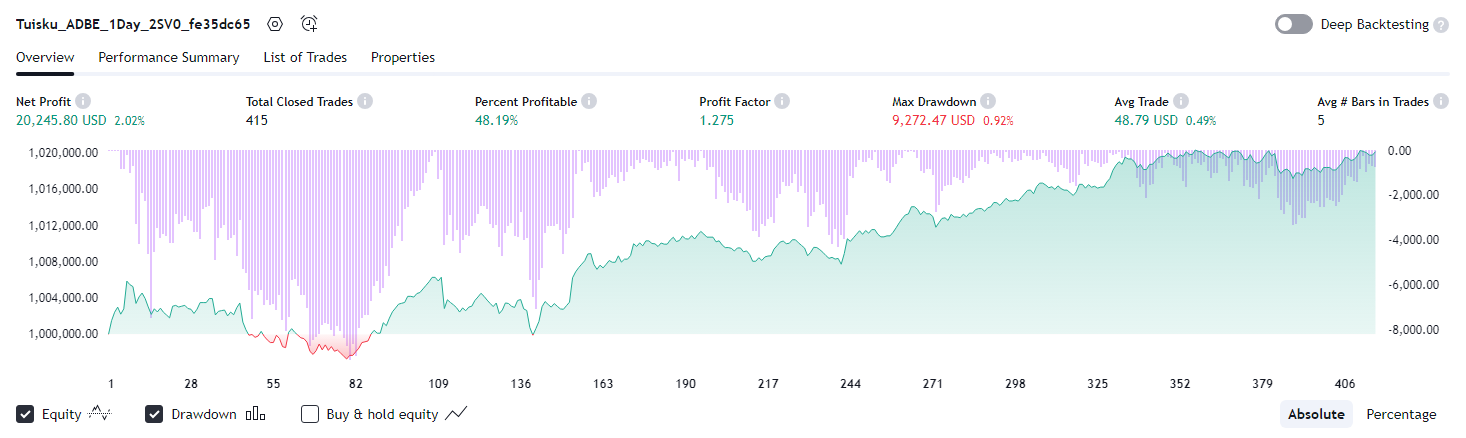 Tuisku_ADBE_1Day_2SV0_fe35dc65
Deep Backtesting ?
Overview Performance Summary List of Trades Properties
Net Profit i Total Closed Trades i Percent Profitable i Profit Factor i Max Drawdown i Avg Trade i Avg # Bars in Trades i
20,245.80 USD 2.02% 415 48.19% 1.275 9,272.47 USD 0.92% 48.79 USD 0.49% 5
1,020,000.00 0.00
1,016,000.00 -2,000.00
1,012,000.00 -4,000.00
1,008,000.00 -6,000.00
1,004,000.00 -8,000.00
1,000,000.00
1 28 55 82 109 136 163 190 217 244 271 298 325 352 379 406
Equity Drawdown Buy & hold equity Absolute Percentage